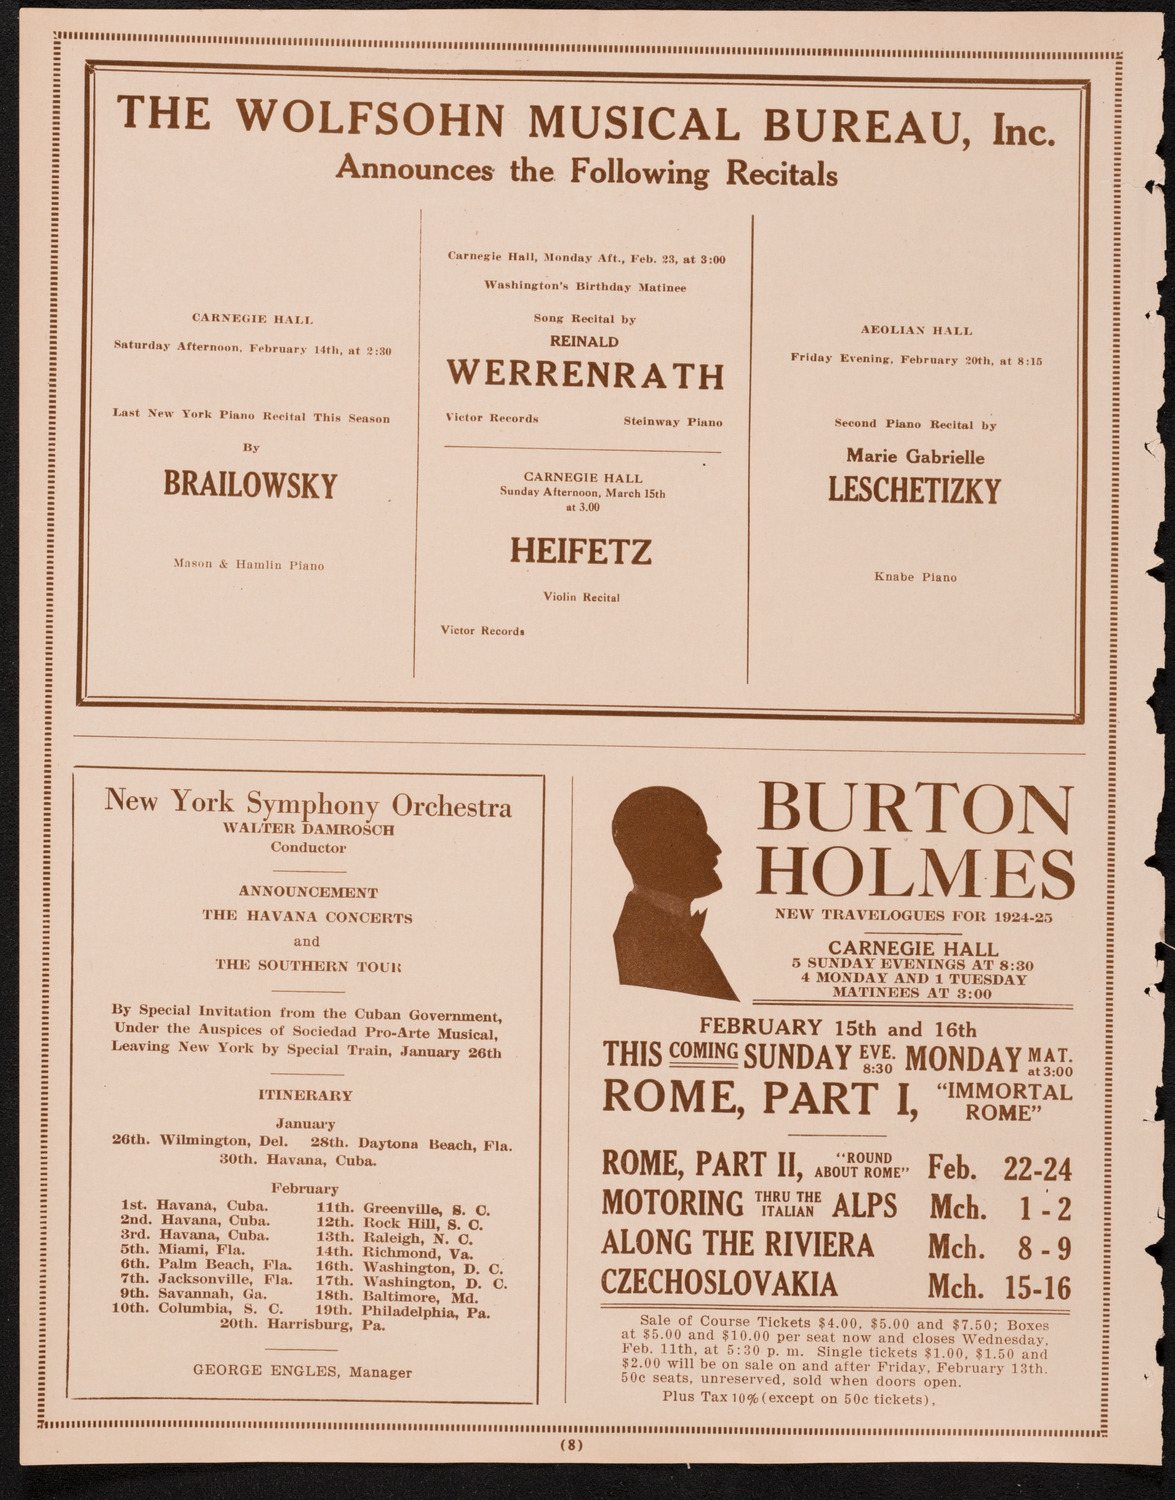 THE WOLFSOHN MUSICAL BUREAU, Inc.
Announces the Following Recitals
CARNEGIE HALL
Saturday Afternoon, February 14th, at 2:30
Last New York Piano Recital This Season
By
BRAILOWSKY
Mason & Hamlin Piano
Carnegie Hall, Monday Aft., Feb. 23, at 3:00
Washington's Birthday Matinee
Song Recital by
REINALD
WERRENRATH
Victor Records Steinway Piano
CARNEGIE HALL
Sunday Afternoon, March 15th
at 3.00
HEIFETZ
Violin Recital
Victor Records
AEOLIAN HALL
Friday Evening, February 20th, at 8:15
Second Piano Recital by
Marie Gabrielle
LESCHETIZKY
Knabe Piano
New York Symphony Orchestra
WALTER DAMROSCH
Conductor
ANNOUNCEMENT
THE HAVANA CONCERTS
and
THE SOUTHERN TOUR
By Special Invitation from the Cuban Government,
Under the Auspices of Sociedad Pro-Arte Musical,
Leaving New York by Special Train, January 26th
ITINERARY
January
26th. Wilmington, Del. 28th. Daytona Beach, Fla.
30th. Havana, Cuba.
February
1st. Havana, Cuba. 11th. Greenville, S. C.
2nd. Havana, Cuba. 12th. Rock Hill, S. C.
3rd. Havana, Cuba. 13th. Raleigh, N. C.
5th. Miami, Fla. 14th. Richmond, Va.
6th. Palm Beach, Fla. 16th. Washington, D. C.
7th. Jacksonville, Fla. 17th. Washington, D. C.
9th. Savannah, Ga. 18th. Baltimore, Md.
10th. Columbia, S. C. 19th. Philadelphia, Pa.
20th. Harrisburg, Pa.
GEORGE ENGLES, Manager
BURTON
HOLMES
NEW TRAVELOGUES FOR 1924-25
CARNEGIE HALL
5 SUNDAY EVENINGS AT 8:30
4 MONDAY AND 1 TUESDAY
MATINEES AT 3:00
FEBRUARY 15th and 16th
THIS COMING SUNDAY EVE. 8:30 MONDAY MAT. at 3:00
ROME, PART I, "IMMORTAL ROME"
ROME, PART II, "ROUND ABOUT ROME" Feb. 22-24
MOTORING THRU THE ITALIAN ALPS Mch. 1 - 2
ALONG THE RIVIERA Mch. 8 - 9
CZECHOSLOVAKIA Mch. 15-16
Sale of Course Tickets $4.00, $5.00 and $7.50; Boxes
at $5.00 and $10.00 per seat now and closes Wednesday,
Feb. 11th, at 5:30 p. m. Single tickets $1.00, $1.50 and
$2.00 will be on sale on and after Friday, February 13th.
50c seats, unreserved, sold when doors open.
Plus Tax 10% (except on 50c tickets).
(8)